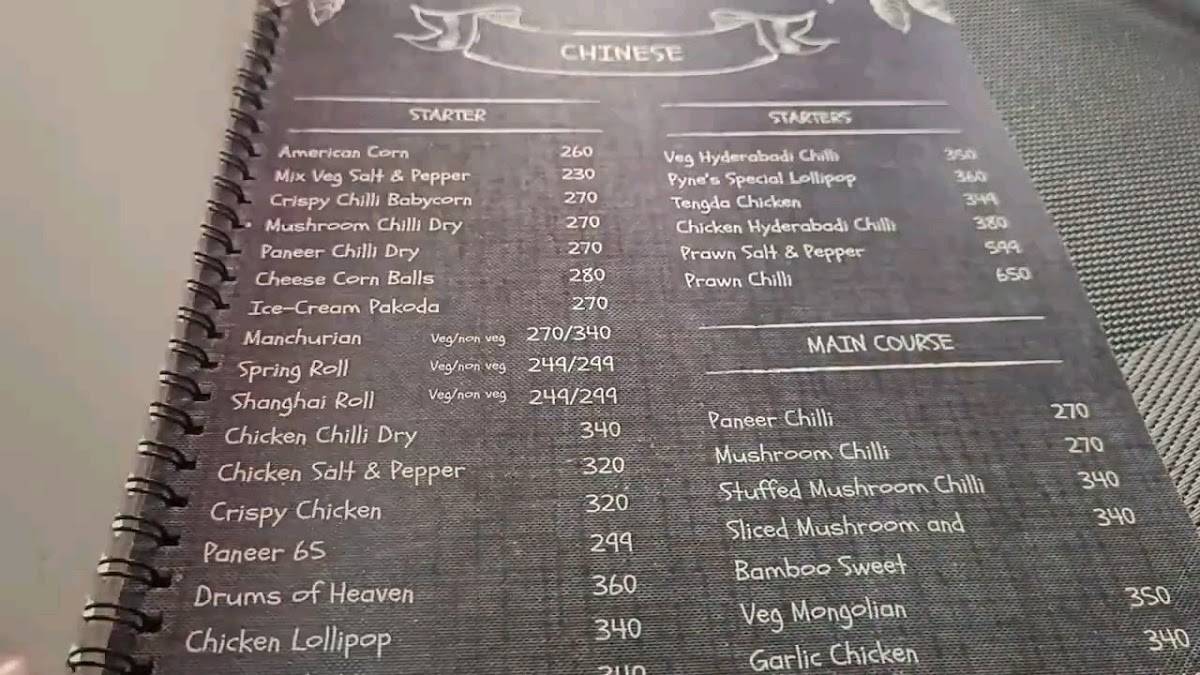 CHINESE
STARTER
American Corn 260
Mix Veg Salt & Pepper 230
Crispy Chilli Babycorn 270
Mushroom Chilli Dry 270
Paneer Chilli Dry 270
Cheese Corn Balls 280
Ice-Cream Pakoda 270
Manchurian Veg/non veg 270/340
Spring Roll Veg/non veg 249/299
Shanghai Roll Veg/non veg 249/299
Chicken Chilli Dry 340
Chicken Salt & Pepper 320
Crispy Chicken 320
Paneer 65 299
Drums of Heaven 360
Chicken Lollipop 340
STARTERS
Veg Hyderabadi Chilli 350
Pyne's Special Lollipop 360
Tengda Chicken 349
Chicken Hyderabadi Chilli 380
Prawn Salt & Pepper 599
Prawn Chilli 650
MAIN COURSE
Paneer Chilli 270
Mushroom Chilli 270
Stuffed Mushroom Chilli 340
Sliced Mushroom and 340
Bamboo Sweet
Veg Mongolian 350
Garlic Chicken 340